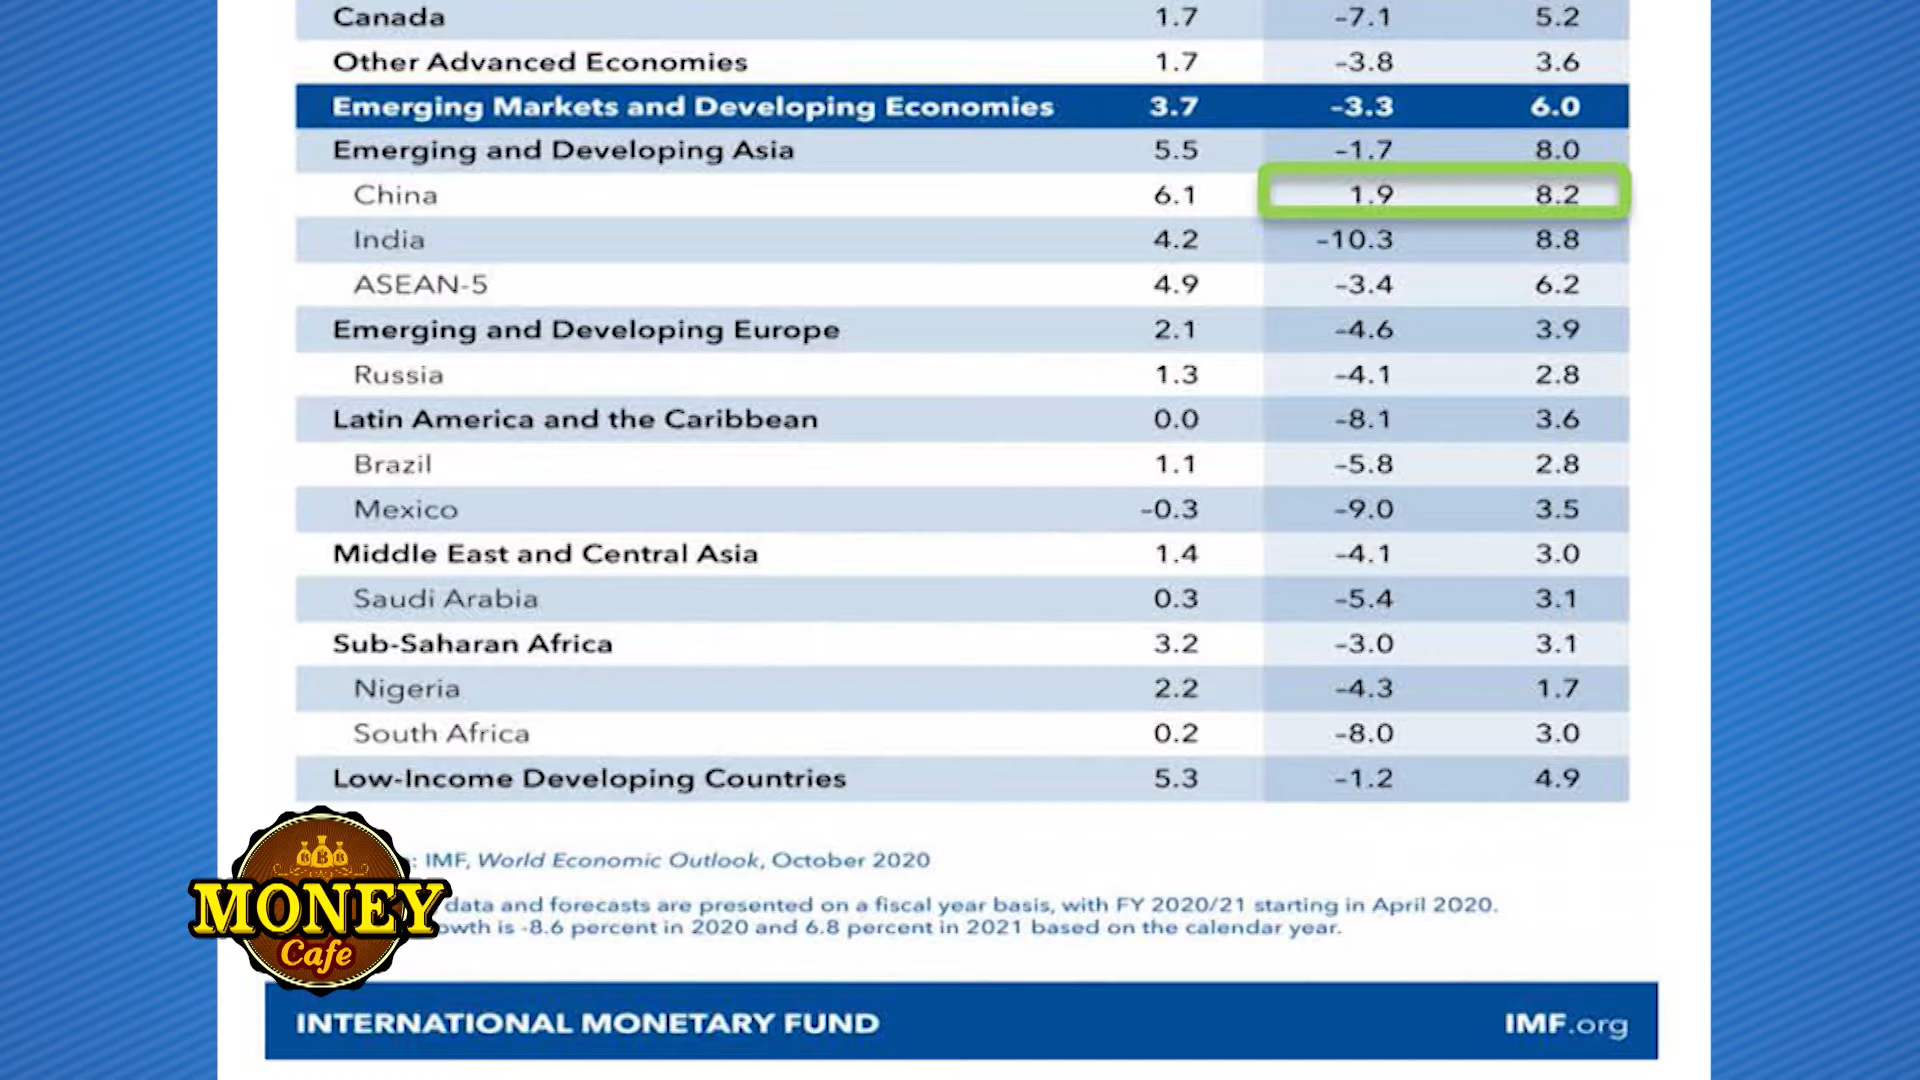 Canada 1.7 –7.1 5.2
Other Advanced Economies 1.7 –3.8 3.6
Emerging Markets and Developing Economies 3.7 –3.3 6.0
Emerging and Developing Asia 5.5 –1.7 8.0
China 6.1 1.9 8.2
India 4.2 –10.3 8.8
ASEAN-5 4.9 –3.4 6.2
Emerging and Developing Europe 2.1 –4.6 3.9
Russia 1.3 –4.1 2.8
Latin America and the Caribbean 0.0 –8.1 3.6
Brazil 1.1 –5.8 2.8
Mexico –0.3 –9.0 3.5
Middle East and Central Asia 1.4 –4.1 3.0
Saudi Arabia 0.3 –5.4 3.1
Sub-Saharan Africa 3.2 –3.0 3.1
Nigeria 2.2 –4.3 1.7
South Africa 0.2 –8.0 3.0
Low-Income Developing Countries 5.3 –1.2 4.9
: IMF, World Economic Outlook, October 2020
data and forecasts are presented on a fiscal year basis, with FY 2020/21 starting in April 2020.
is -8.6 percent in 2020 and 6.8 percent in 2021 based on the calendar year.
MONEY
Cafe
INTERNATIONAL MONETARY FUND IMF.org